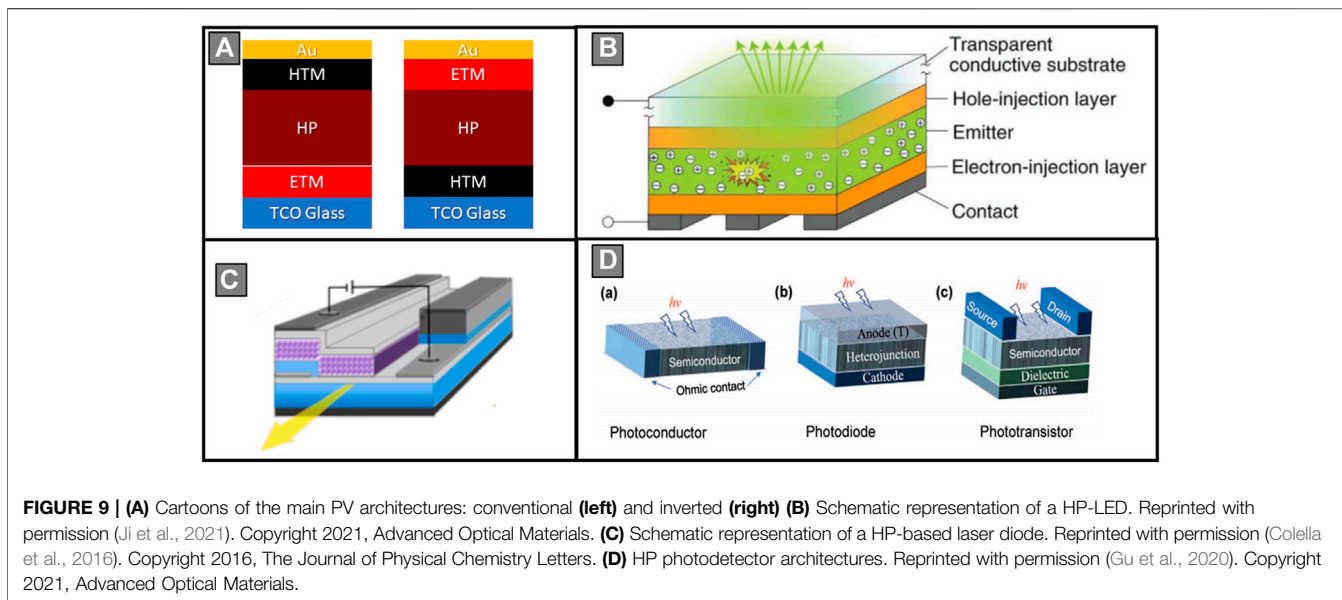 A
Au
HTM
HP
ETM
TCO Glass
Au
ETM
HP
HTM
TCO Glass
B
Transparent
conductive substrate
Hole-injection layer
Emitter
Electron-injection layer
Contact
C
D
(a)
hv
Semiconductor
Ohmic contact
Photoconductor
(b)
hv
Anode (T)
Heterojunction
Cathode
Photodiode
(c)
hv
Source
Drain
Semiconductor
Dielectric
Gate
Phototransistor
FIGURE 9 | (A) Cartoons of the main PV architectures: conventional (left) and inverted (right) (B) Schematic representation of a HP-LED. Reprinted with
permission (Ji et al., 2021). Copyright 2021, Advanced Optical Materials. (C) Schematic representation of a HP-based laser diode. Reprinted with permission (Colella
et al., 2016). Copyright 2016, The Journal of Physical Chemistry Letters. (D) HP photodetector architectures. Reprinted with permission (Gu et al., 2020). Copyright
2021, Advanced Optical Materials.